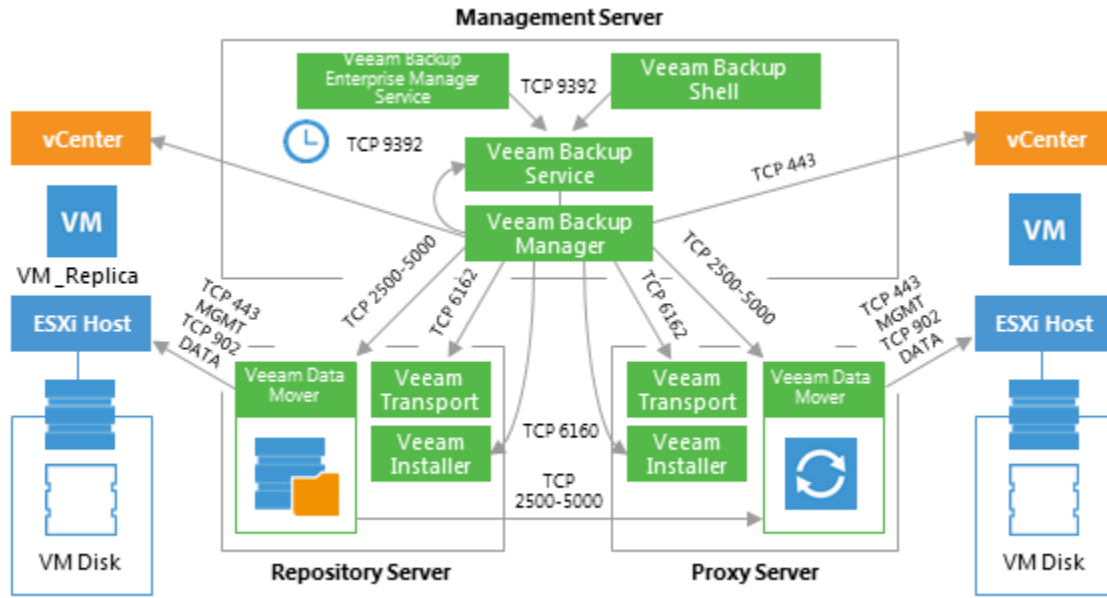 Management Server
Veeam Backup
Enterprise Manager
Service
TCP 9392
Veeam Backup
Shell
vCenter
TCP 9392
Veeam Backup
Service
TCP 443
vCenter
VM
VM_Replica
Veeam Backup
Manager
VM
ESXi Host
TCP 443
MGMT
TCP 902
DATA
TCP 2500-5000
TCP 6162
TCP 6162
TCP 2500-5000
TCP 443
MGMT
TCP 902
DATA
ESXi Host
Veeam Data
Mover
Veeam
Transport
Veeam
Installer
TCP 6160
TCP
2500-5000
Veeam
Transport
Veeam
Installer
Veeam Data
Mover
VM Disk
VM Disk
Repository Server
Proxy Server